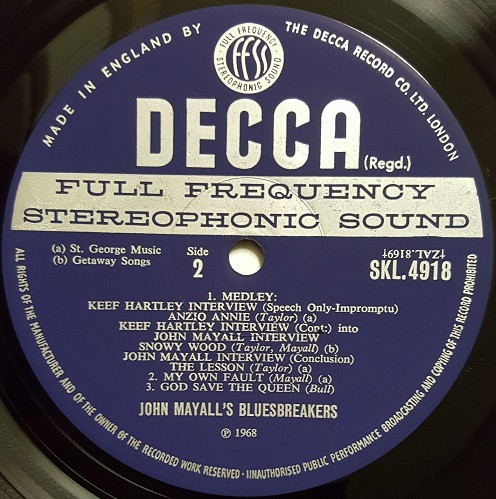 MADE IN ENGLAND BY
THE DECCA RECORD CO. LTD. LONDON
FULL FREQUENCY
ffss
STEREOPHONIC SOUND
DECCA
(Regd.)
FULL FREQUENCY
STEREOPHONIC SOUND
(a) St. George Music
(b) Getaway Songs
Side
2
‡ZAL.8169‡
SKL.4918
1. MEDLEY:
KEEF HARTLEY INTERVIEW (Speech Only-Impromptu)
ANZIO ANNIE (Taylor) (a)
KEEF HARTLEY INTERVIEW (Cont:) into
JOHN MAYALL INTERVIEW
SNOWY WOOD (Taylor, Mayall) (b)
JOHN MAYALL INTERVIEW (Conclusion)
THE LESSON (Taylor) (a)
2. MY OWN FAULT (Mayall) (a)
3. GOD SAVE THE QUEEN (Bull)
JOHN MAYALL'S BLUESBREAKERS
℗ 1968
ALL RIGHTS OF THE MANUFACTURER AND OF THE OWNER OF THE RECORDED WORK RESERVED · UNAUTHORISED PUBLIC PERFORMANCE BROADCASTING AND COPYING OF THIS RECORD PROHIBITED